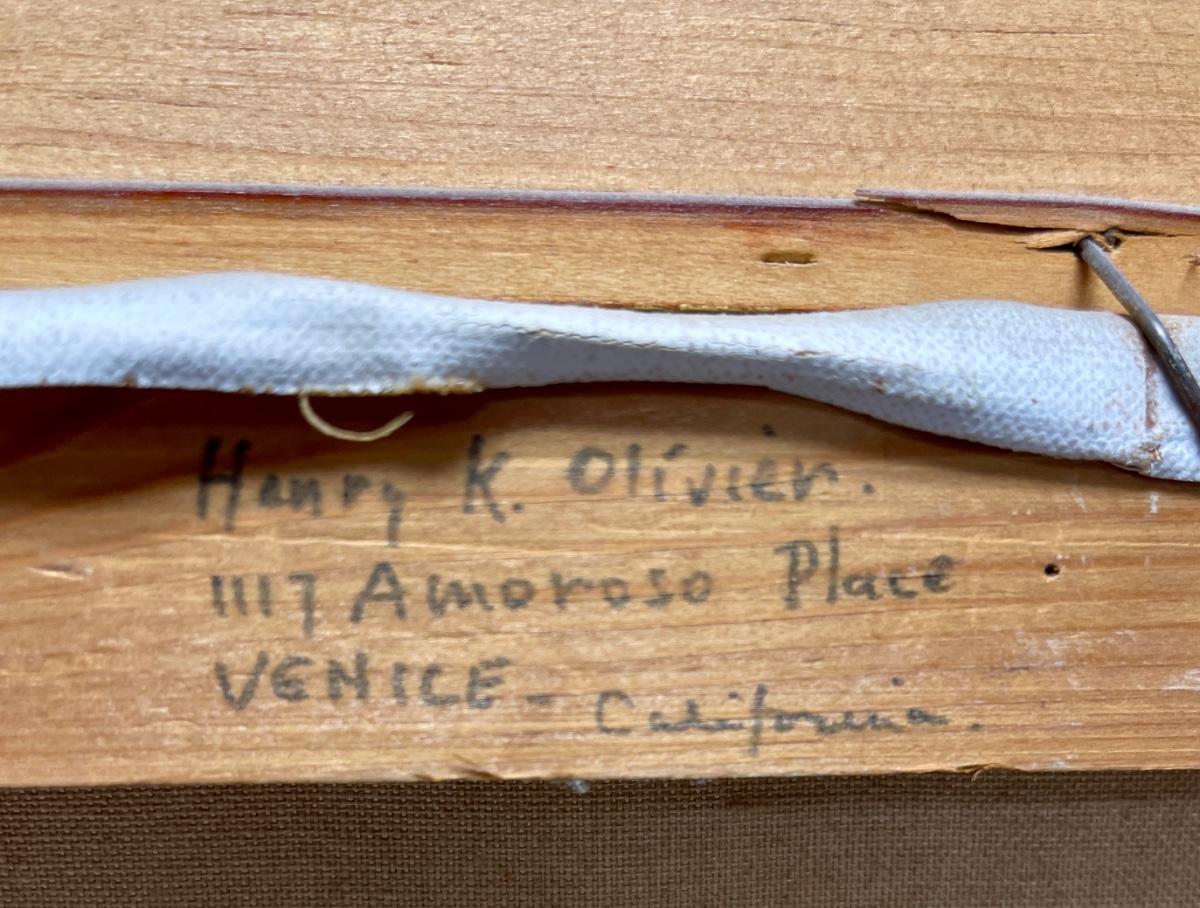 Henry K. Olivier.
1117 Amoroso Place
VENICE - California.